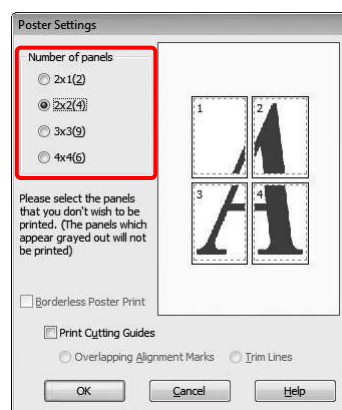 Poster Settings
Number of panels
2x1(2)
2x2(4)
3x3(9)
4x4(6)
1
2
3
4
Please select the panels
that you don't wish to be
printed. (The panels which
appear grayed out will not
be printed)
Borderless Poster Print
Print Cutting Guides
Overlapping Alignment Marks Trim Lines
OK Cancel Help